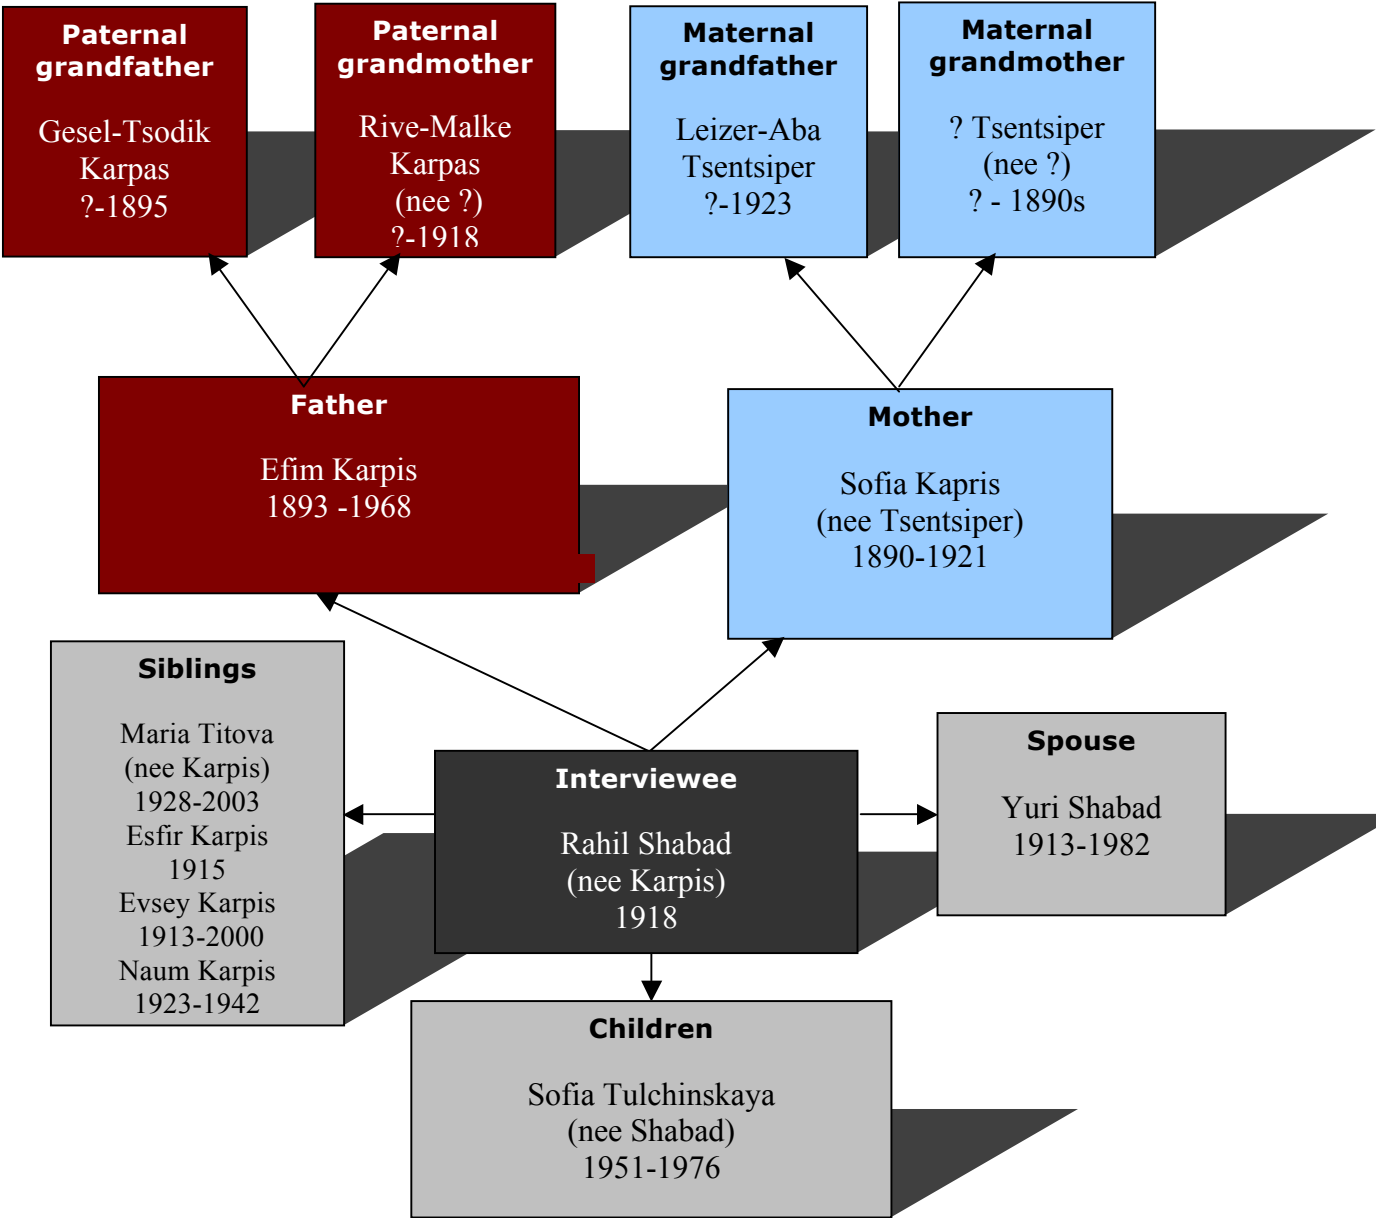 Paternal
grandfather
Gesel-Tsodik
Karpas
?-1895
Paternal
grandmother
Rive-Malke
Karpas
(nee ?)
?-1918
Maternal
grandfather
Leizer-Aba
Tsentsiper
?-1923
Maternal
grandmother
? Tsentsiper
(nee ?)
? - 1890s
Father
Efim Karpis
1893 -1968
Mother
Sofia Kapris
(nee Tsentsiper)
1890-1921
Siblings
Maria Titova
(nee Karpis)
1928-2003
Esfir Karpis
1915
Evsey Karpis
1913-2000
Naum Karpis
1923-1942
Interviewee
Rahil Shabad
(nee Karpis)
1918
Spouse
Yuri Shabad
1913-1982
Children
Sofia Tulchinskaya
(nee Shabad)
1951-1976